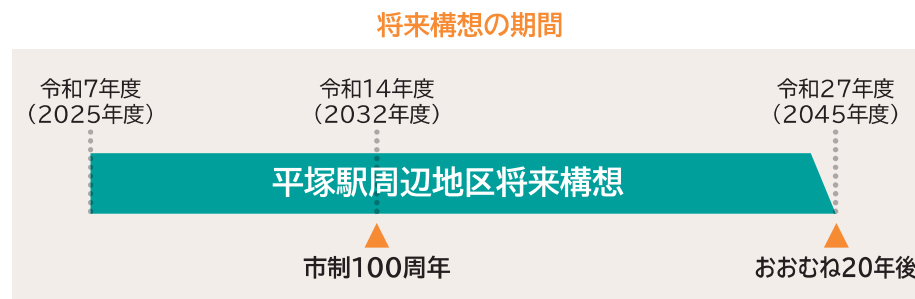 将来構想の期間
令和7年度
（2025年度）
令和14年度
（2032年度）
令和27年度
（2045年度）
平塚駅周辺地区将来構想
市制100周年
おおむね20年後